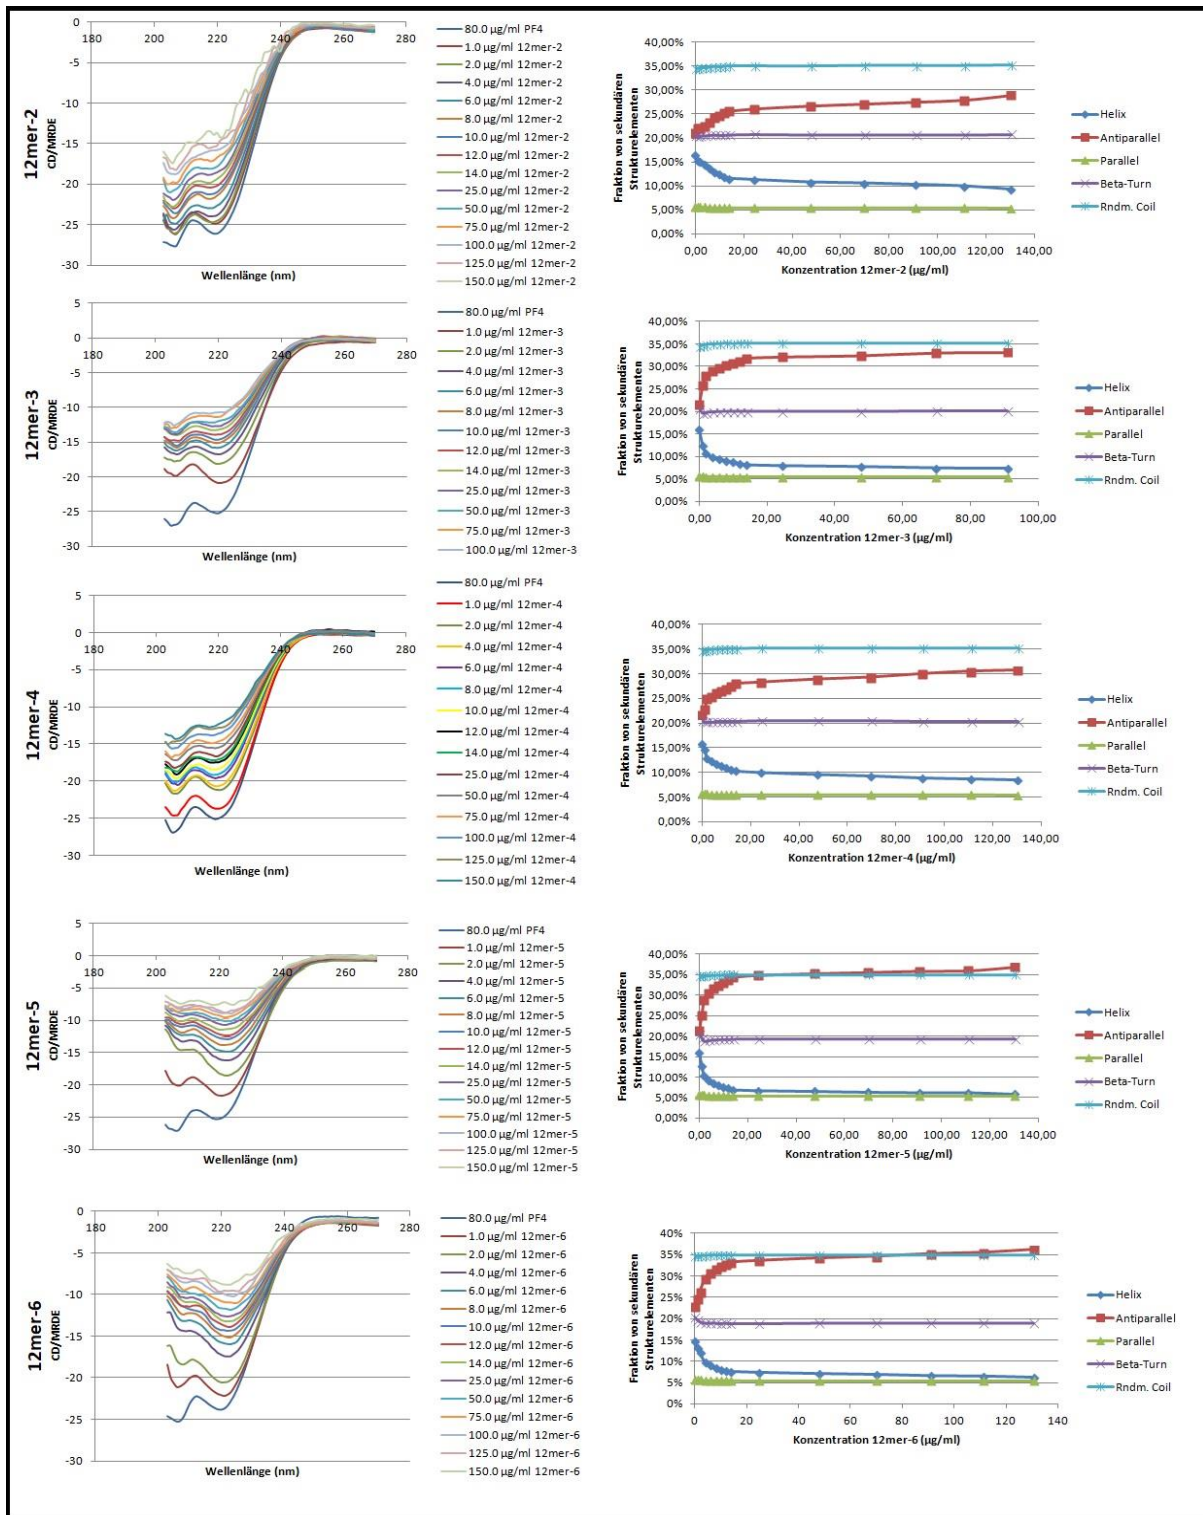 12mer-2
CD/MRDE
180 200 220 240 260 280
0
-5
-10
-15
-20
-25
-30
Wellenlänge (nm)
80.0 µg/ml PF4
1.0 µg/ml 12mer-2
2.0 µg/ml 12mer-2
4.0 µg/ml 12mer-2
6.0 µg/ml 12mer-2
8.0 µg/ml 12mer-2
10.0 µg/ml 12mer-2
12.0 µg/ml 12mer-2
14.0 µg/ml 12mer-2
25.0 µg/ml 12mer-2
50.0 µg/ml 12mer-2
75.0 µg/ml 12mer-2
100.0 µg/ml 12mer-2
125.0 µg/ml 12mer-2
150.0 µg/ml 12mer-2
Fraktion von sekundären
Strukturelementen
40,00%
35,00%
30,00%
25,00%
20,00%
15,00%
10,00%
5,00%
0,00%
0,00 20,00 40,00 60,00 80,00 100,00 120,00 140,00
Konzentration 12mer-2 (µg/ml)
Helix
Antiparallel
Parallel
Beta-Turn
Rndm. Coil
12mer-3
CD/MRDE
5
0
-5
-10
-15
-20
-25
-30
180 200 220 240 260 280
Wellenlänge (nm)
80.0 µg/ml PF4
1.0 µg/ml 12mer-3
2.0 µg/ml 12mer-3
4.0 µg/ml 12mer-3
6.0 µg/ml 12mer-3
8.0 µg/ml 12mer-3
10.0 µg/ml 12mer-3
12.0 µg/ml 12mer-3
14.0 µg/ml 12mer-3
25.0 µg/ml 12mer-3
50.0 µg/ml 12mer-3
75.0 µg/ml 12mer-3
100.0 µg/ml 12mer-3
Fraktion von sekundären
Strukturelementen
40,00%
35,00%
30,00%
25,00%
20,00%
15,00%
10,00%
5,00%
0,00%
0,00 20,00 40,00 60,00 80,00 100,00
Konzentration 12mer-3 (µg/ml)
Helix
Antiparallel
Parallel
Beta-Turn
Rndm. Coil
12mer-4
CD/MRDE
5
0
-5
-10
-15
-20
-25
-30
180 200 220 240 260 280
Wellenlänge (nm)
80.0 µg/ml PF4
1.0 µg/ml 12mer-4
2.0 µg/ml 12mer-4
4.0 µg/ml 12mer-4
6.0 µg/ml 12mer-4
8.0 µg/ml 12mer-4
10.0 µg/ml 12mer-4
12.0 µg/ml 12mer-4
14.0 µg/ml 12mer-4
25.0 µg/ml 12mer-4
50.0 µg/ml 12mer-4
75.0 µg/ml 12mer-4
100.0 µg/ml 12mer-4
125.0 µg/ml 12mer-4
150.0 µg/ml 12mer-4
Fraktion von sekundären
Strukturelementen
40,00%
35,00%
30,00%
25,00%
20,00%
15,00%
10,00%
5,00%
0,00%
0,00 20,00 40,00 60,00 80,00 100,00 120,00 140,00
Konzentration 12mer-4 (µg/ml)
Helix
Antiparallel
Parallel
Beta-Turn
Rndm. Coil
12mer-5
CD/MRDE
5
0
-5
-10
-15
-20
-25
-30
180 200 220 240 260 280
Wellenlänge (nm)
80.0 µg/ml PF4
1.0 µg/ml 12mer-5
2.0 µg/ml 12mer-5
4.0 µg/ml 12mer-5
6.0 µg/ml 12mer-5
8.0 µg/ml 12mer-5
10.0 µg/ml 12mer-5
12.0 µg/ml 12mer-5
14.0 µg/ml 12mer-5
25.0 µg/ml 12mer-5
50.0 µg/ml 12mer-5
75.0 µg/ml 12mer-5
100.0 µg/ml 12mer-5
125.0 µg/ml 12mer-5
150.0 µg/ml 12mer-5
Fraktion von sekundären
Strukturelementen
40,00%
35,00%
30,00%
25,00%
20,00%
15,00%
10,00%
5,00%
0,00%
0,00 20,00 40,00 60,00 80,00 100,00 120,00 140,00
Konzentration 12mer-5 (µg/ml)
Helix
Antiparallel
Parallel
Beta-Turn
Rndm. Coil
12mer-6
CD/MRDE
0
-5
-10
-15
-20
-25
-30
180 200 220 240 260 280
Wellenlänge (nm)
80.0 µg/ml PF4
1.0 µg/ml 12mer-6
2.0 µg/ml 12mer-6
4.0 µg/ml 12mer-6
6.0 µg/ml 12mer-6
8.0 µg/ml 12mer-6
10.0 µg/ml 12mer-6
12.0 µg/ml 12mer-6
14.0 µg/ml 12mer-6
25.0 µg/ml 12mer-6
50.0 µg/ml 12mer-6
75.0 µg/ml 12mer-6
100.0 µg/ml 12mer-6
125.0 µg/ml 12mer-6
150.0 µg/ml 12mer-6
Fraktion von sekundären
Strukturelementen
40%
35%
30%
25%
20%
15%
10%
5%
0%
0 20 40 60 80 100 120 140
Konzentration 12mer-6 (µg/ml)
Helix
Antiparallel
Parallel
Beta-Turn
Rndm. Coil